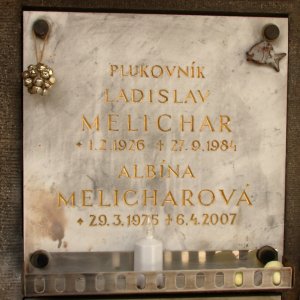 PLUKOVNÍK
LADISLAV
MELICHAR
* 1.2.1926 + 27.9.1984
ALBÍNA
MELICHAROVÁ
* 29.3.1925 + 6.4.2007